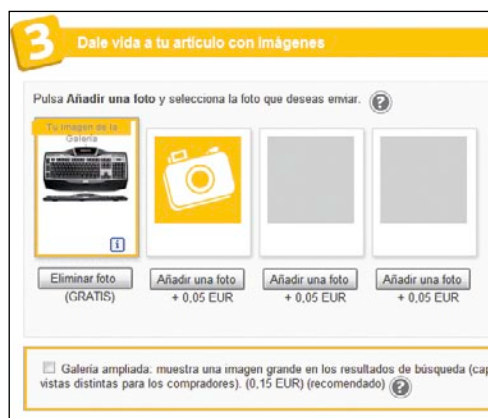 3
Dale vida a tu artículo con imágenes
Pulsa Añadir una foto y selecciona la foto que deseas enviar. ?
Tu imagen de la
Galería
i
Eliminar foto Añadir una foto Añadir una foto Añadir una foto
(GRATIS) + 0,05 EUR + 0,05 EUR + 0,05 EUR
Galería ampliada: muestra una imagen grande en los resultados de búsqueda (cap
vistas distintas para los compradores). (0,15 EUR) (recomendado) ?